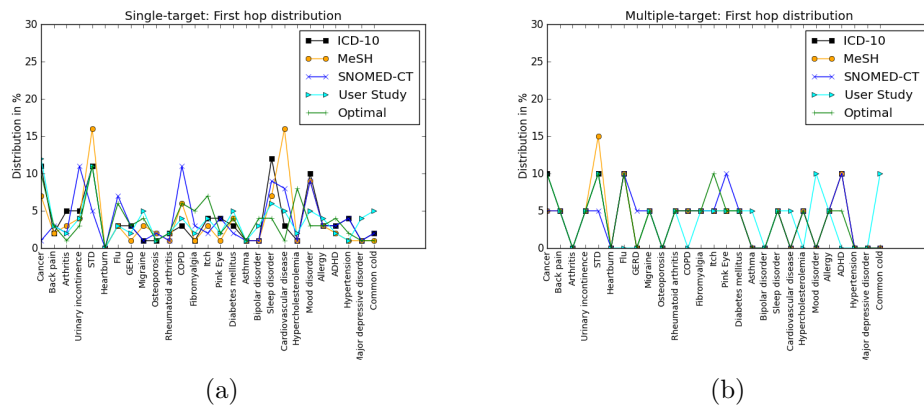 Single-target: First hop distribution
30
25
20
15
10
5
0
Distribution in %
ICD-10
MeSH
SNOMED-CT
User Study
Optimal
Cancer
Back pain
Arthritis
Urinary incontinence
STD
Heartburn
Flu
GERD
Migraine
Osteoporosis
Rheumatoid arthritis
COPD
Fibromyalgia
Itch
Pink Eye
Diabetes mellitus
Asthma
Bipolar disorder
Sleep disorder
Cardiovascular disease
Hypercholesterolemia
Mood disorder
Allergy
ADHD
Hypertension
Major depressive disorder
Common cold
(a)
Multiple-target: First hop distribution
30
25
20
15
10
5
0
Distribution in %
ICD-10
MeSH
SNOMED-CT
User Study
Optimal
Cancer
Back pain
Arthritis
Urinary incontinence
STD
Heartburn
Flu
GERD
Migraine
Osteoporosis
Rheumatoid arthritis
COPD
Fibromyalgia
Itch
Pink Eye
Diabetes mellitus
Asthma
Bipolar disorder
Sleep disorder
Cardiovascular disease
Hypercholesterolemia
Mood disorder
Allergy
ADHD
Hypertension
Major depressive disorder
Common cold
(b)